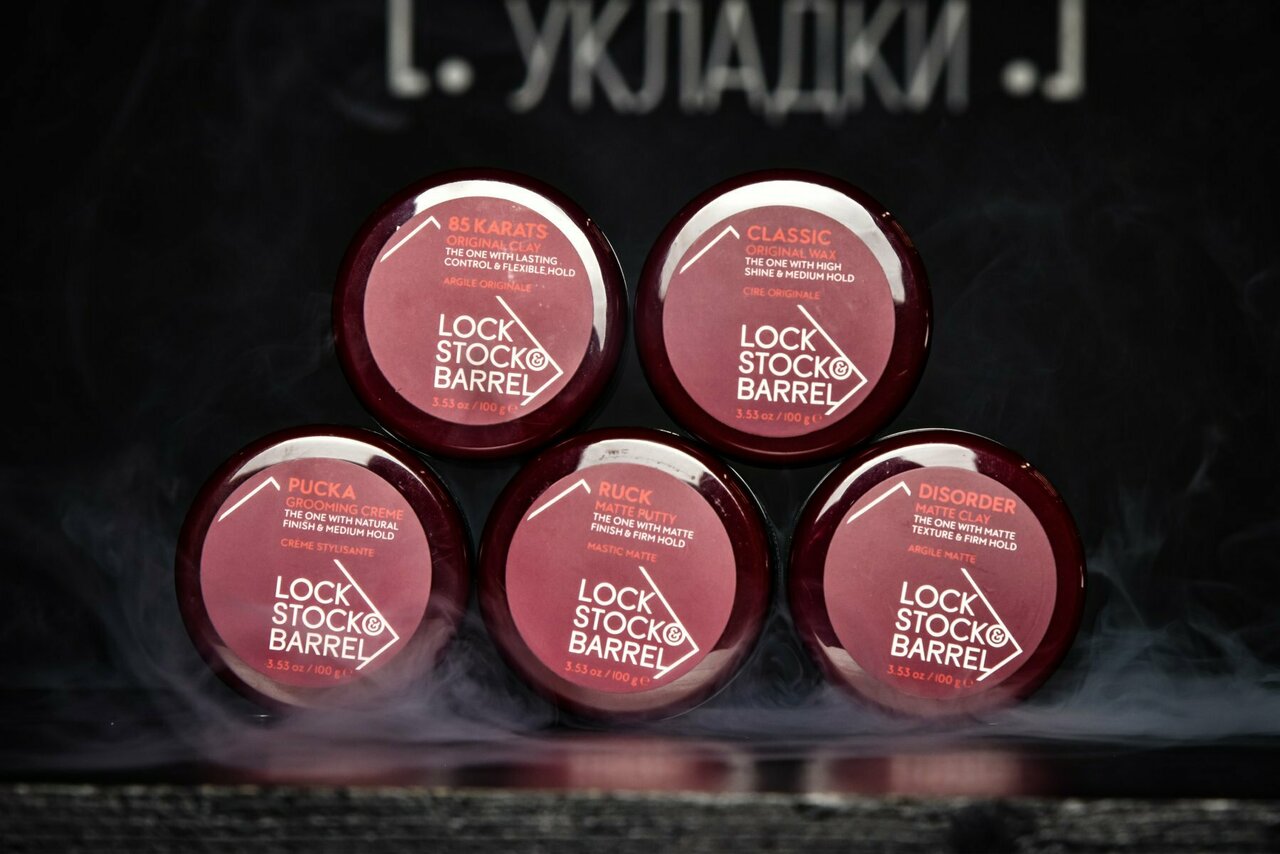 [. УКЛАДКИ .]
85 KARATS
ORIGINAL CLAY
THE ONE WITH LASTING
CONTROL & FLEXIBLE HOLD
ARGILE ORIGINALE
LOCK
STOCK &
BARREL
3.53 oz / 100 g ℮
CLASSIC
ORIGINAL WAX
THE ONE WITH HIGH
SHINE & MEDIUM HOLD
CIRE ORIGINALE
LOCK
STOCK &
BARREL
3.53 oz / 100 g ℮
PUCKA
GROOMING CREME
THE ONE WITH NATURAL
FINISH & MEDIUM HOLD
CRÈME STYLISANTE
LOCK
STOCK &
BARREL
3.53 oz / 100 g ℮
RUCK
MATTE PUTTY
THE ONE WITH MATTE
FINISH & FIRM HOLD
MASTIC MATTE
LOCK
STOCK &
BARREL
3.53 oz / 100 g ℮
DISORDER
MATTE CLAY
THE ONE WITH MATTE
TEXTURE & FIRM HOLD
ARGILE MATTE
LOCK
STOCK &
BARREL
3.53 oz / 100 g ℮